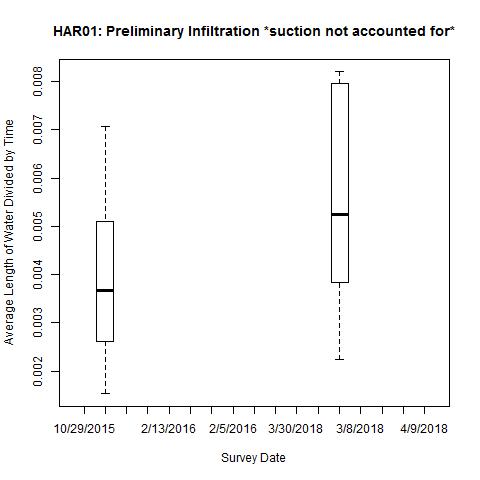 HAR01: Preliminary Infiltration *suction not accounted for*
Average Length of Water Divided by Time
0.008
0.007
0.006
0.005
0.004
0.003
0.002
10/29/2015 2/13/2016 2/5/2016 3/30/2018 3/8/2018 4/9/2018
Survey Date